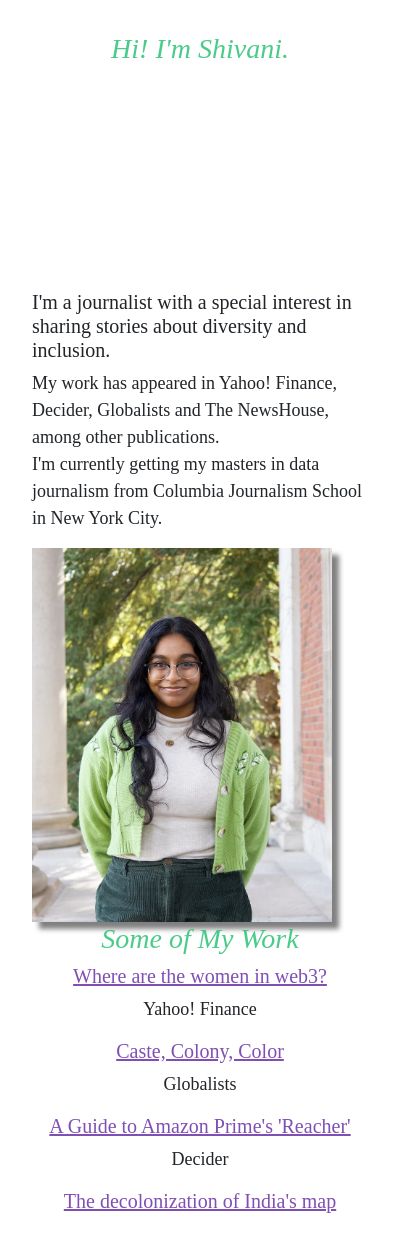 Hi! I'm Shivani.
I'm a journalist with a special interest in
sharing stories about diversity and
inclusion.
My work has appeared in Yahoo! Finance,
Decider, Globalists and The NewsHouse,
among other publications.
I'm currently getting my masters in data
journalism from Columbia Journalism School
in New York City.
Some of My Work
Where are the women in web3?
Yahoo! Finance
Caste, Colony, Color
Globalists
A Guide to Amazon Prime's 'Reacher'
Decider
The decolonization of India's map